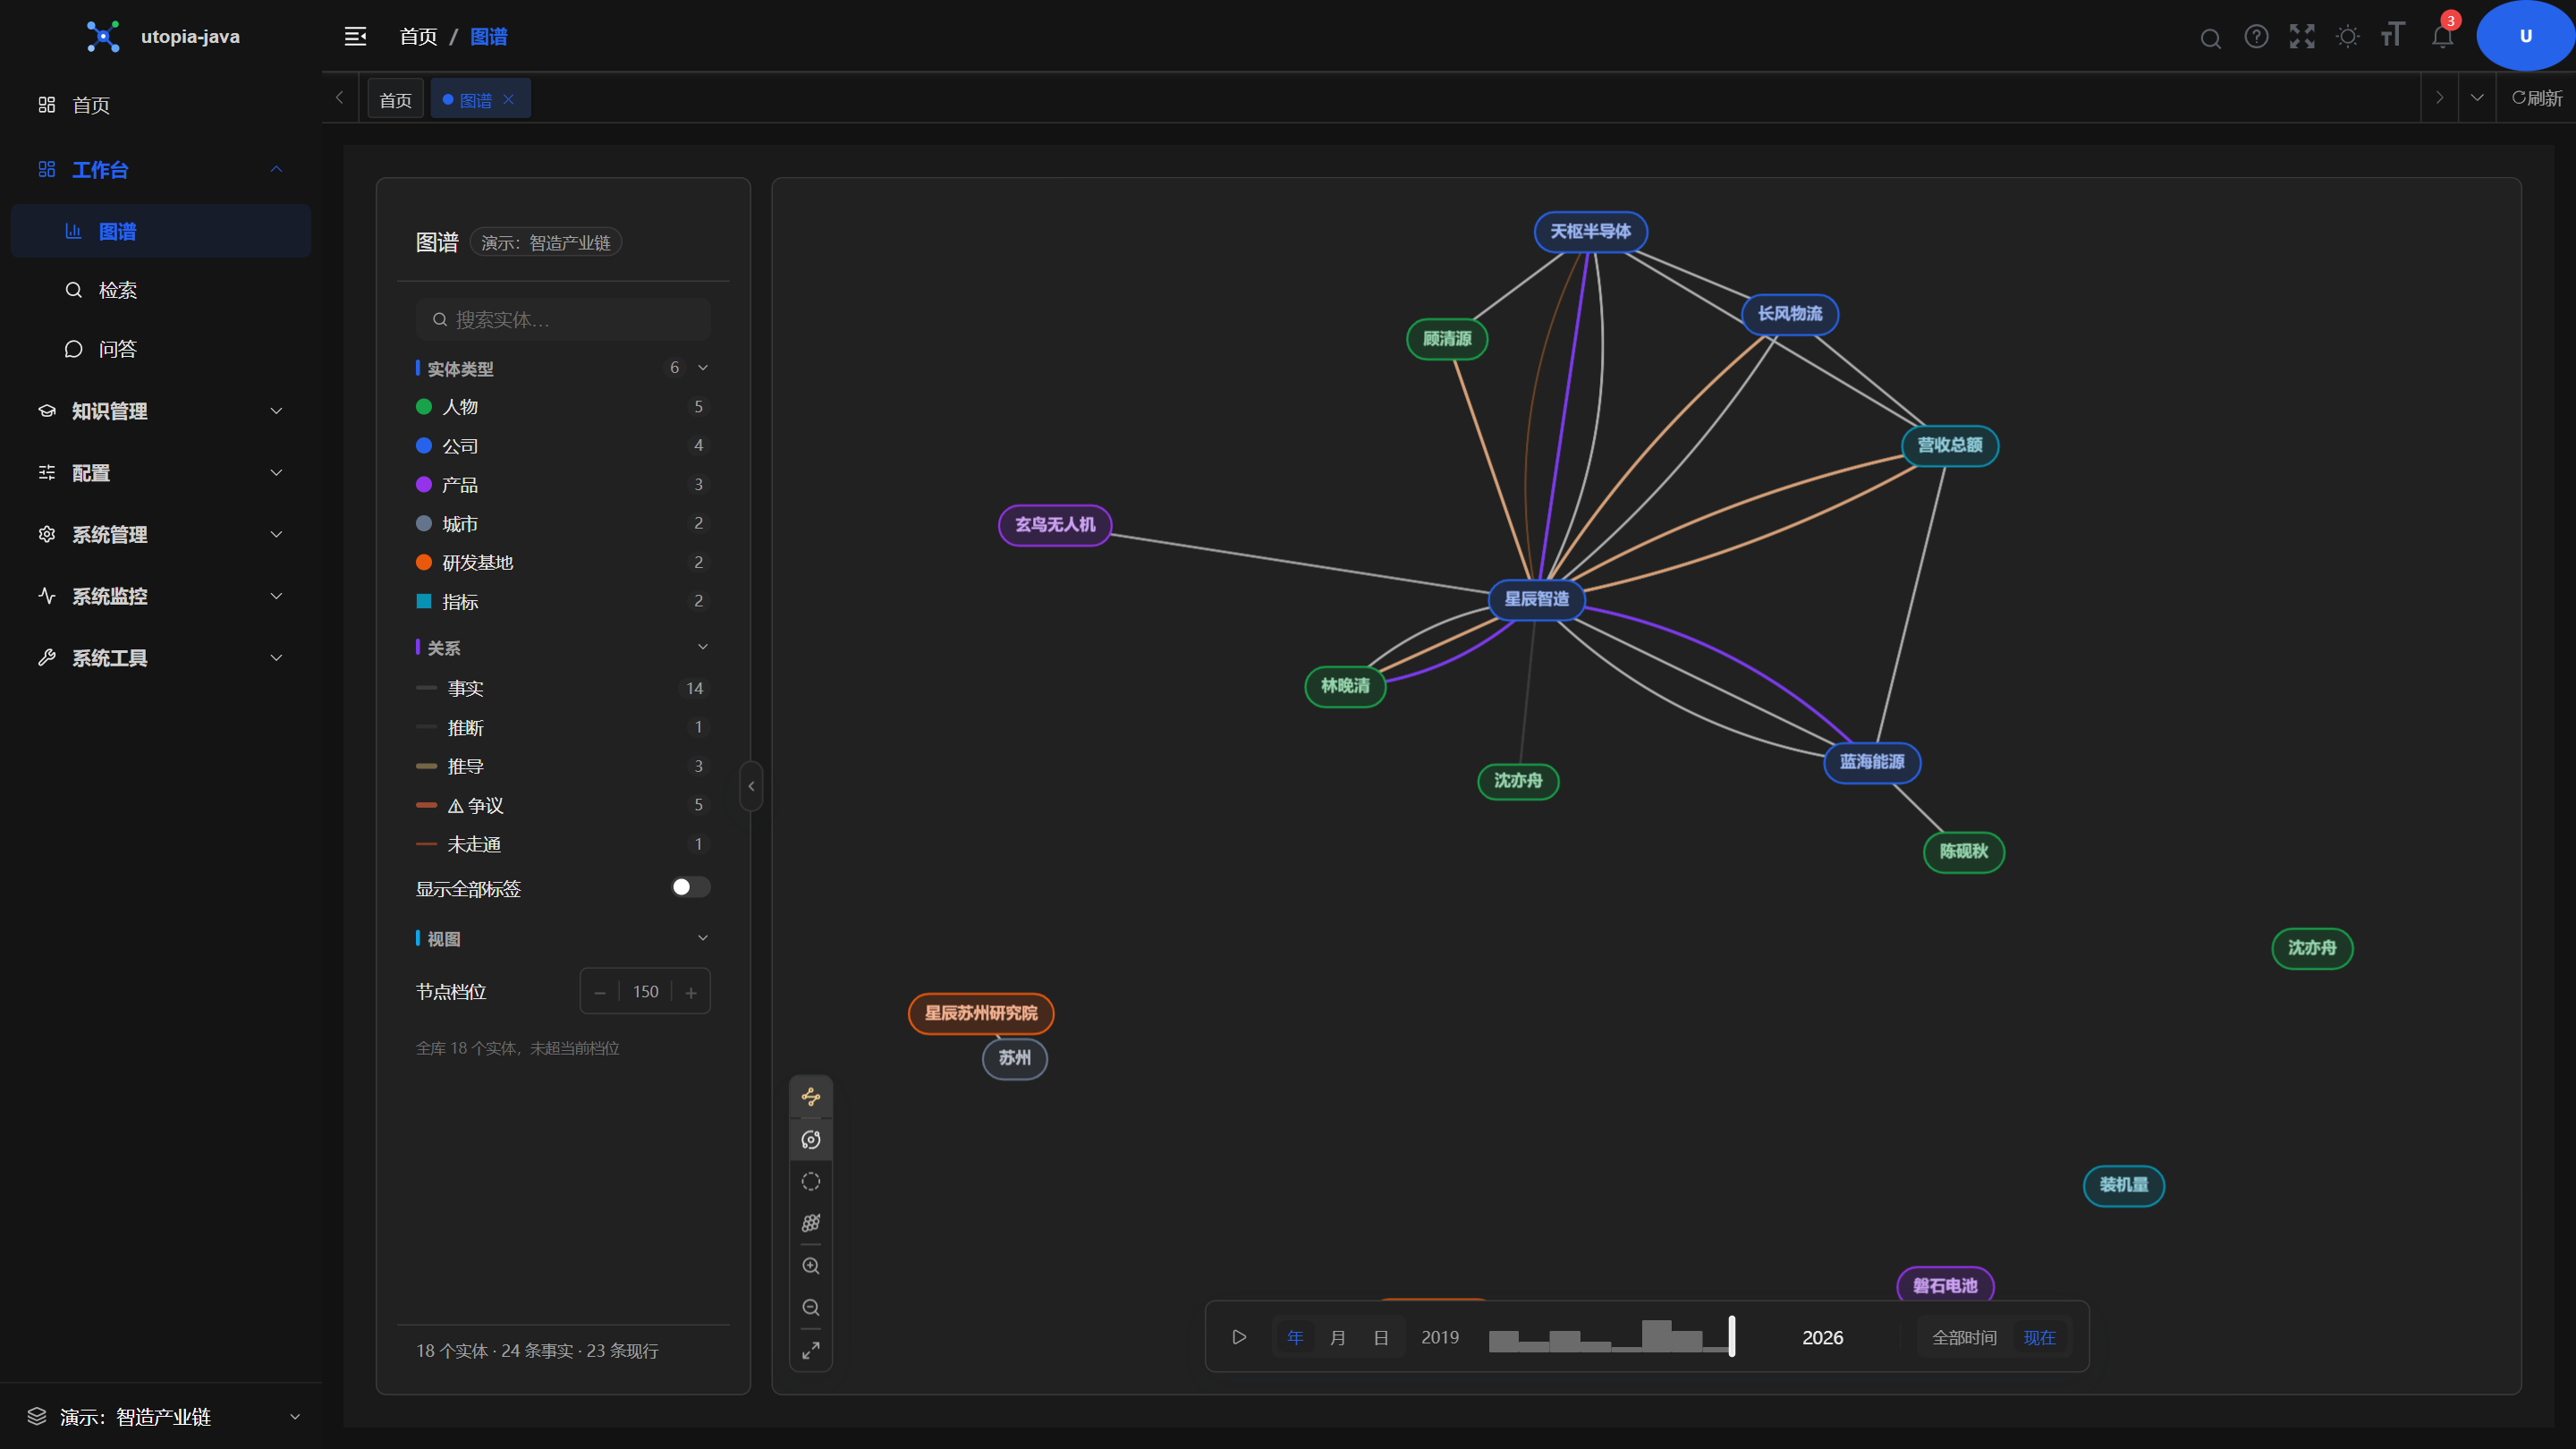 utopia-java
首页 / 图谱
3
U
首页
图谱
刷新
首页
工作台
图谱
检索
问答
知识管理
配置
系统管理
系统监控
系统工具
演示：智造产业链
图谱 演示：智造产业链
搜索实体…
实体类型 6
人物 5
公司 4
产品 3
城市 2
研发基地 2
指标 2
关系
事实 14
推断 1
推导 3
争议 5
未走通 1
显示全部标签
视图
节点档位 − 150 +
全库 18 个实体，未超当前档位
18 个实体 · 24 条事实 · 23 条现行
天枢半导体
长风物流
顾清源
营收总额
玄鸟无人机
星辰智造
林晚清
沈亦舟
蓝海能源
陈砚秋
沈亦舟
星辰苏州研究院
苏州
装机量
磐石电池
年 月 日 2019 2026 全部时间 现在